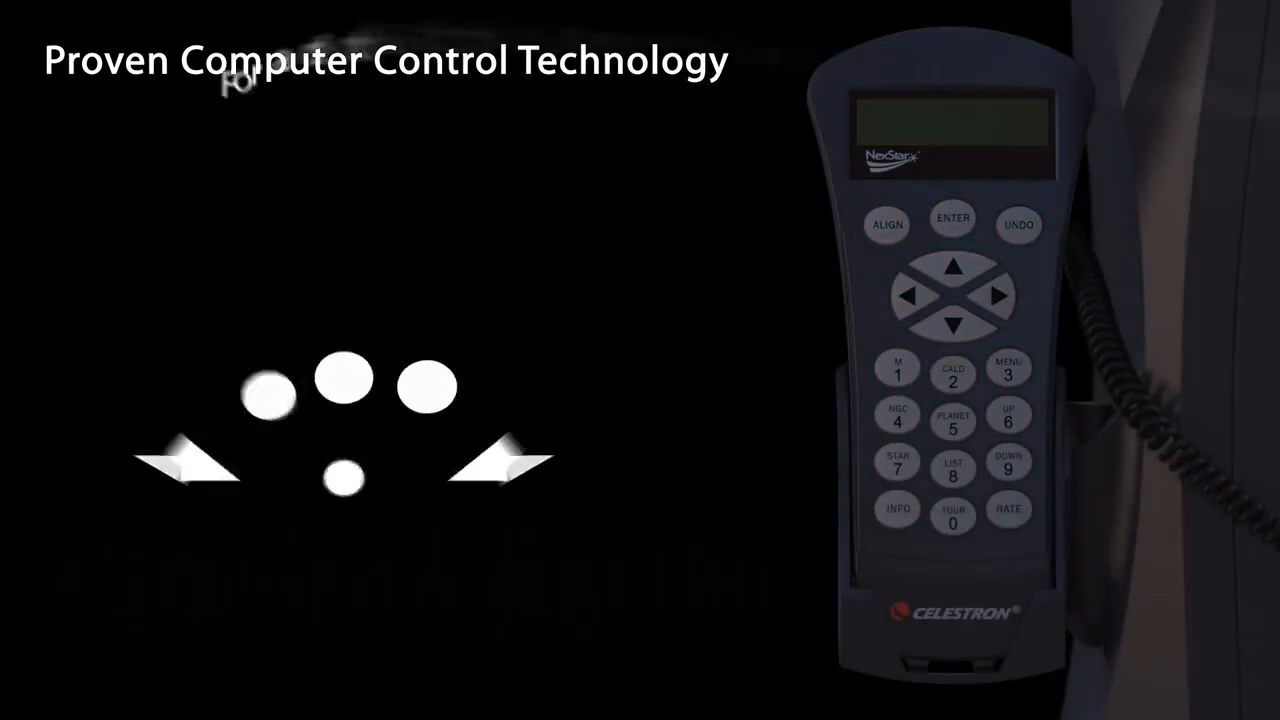 Proven Computer Control Technology
NexStar
ALIGN
ENTER
UNDO
M
1
CALD
2
MENU
3
NGC
4
PLANET
5
UP
6
STAR
7
LIST
8
DOWN
9
INFO
TOUR
0
RATE
CELESTRON®